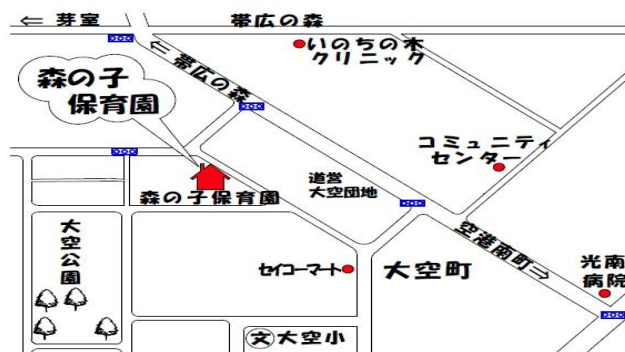 ⇐ 芽室
帯広の森
いのちの木
クリニック
⇐ 帯広の森
森の子
保育園
コミュニティ
センター
道営
大空団地
森の子保育園
大空公園
空港南町⇒
光南
病院
セイコーマート
大空町
文 大空小